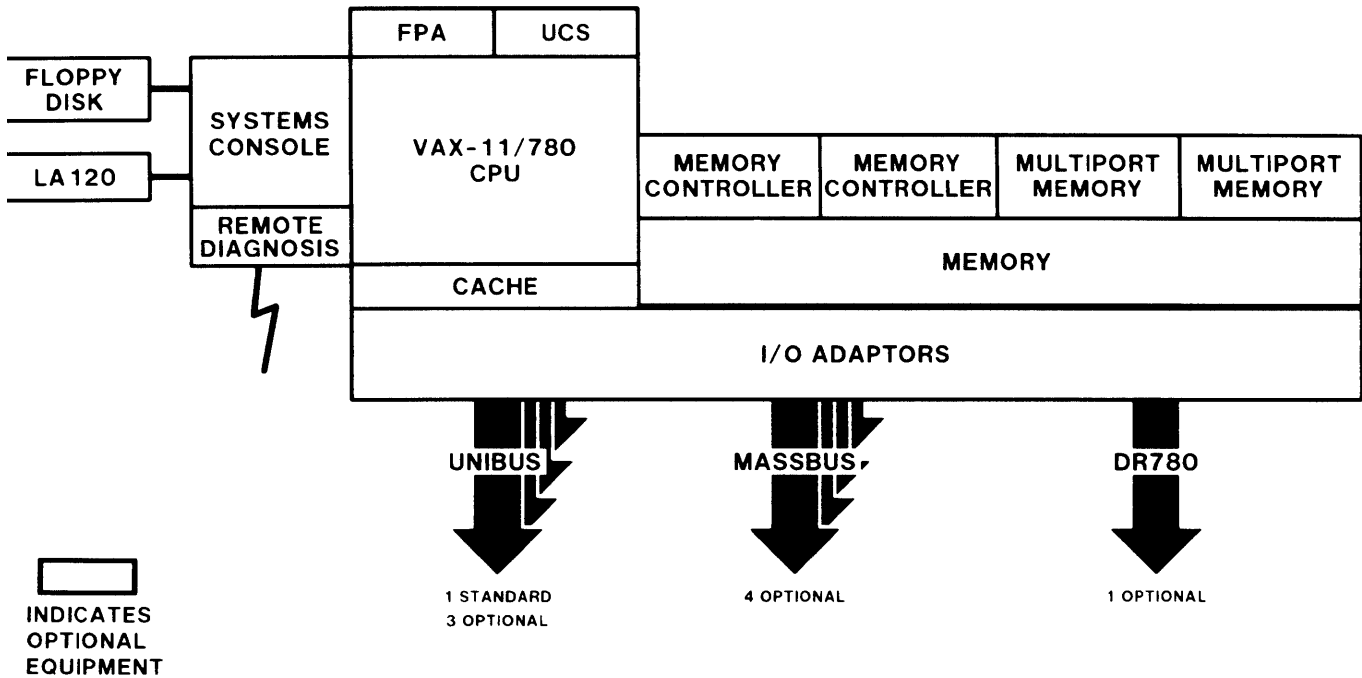 FPA
UCS
FLOPPY
DISK
LA120
SYSTEMS
CONSOLE
REMOTE
DIAGNOSIS
VAX-11/780
CPU
CACHE
MEMORY
CONTROLLER
MEMORY
CONTROLLER
MULTIPORT
MEMORY
MULTIPORT
MEMORY
MEMORY
I/O ADAPTORS
UNIBUS
MASSBUS
DR780
1 STANDARD
3 OPTIONAL
4 OPTIONAL
1 OPTIONAL
INDICATES
OPTIONAL
EQUIPMENT